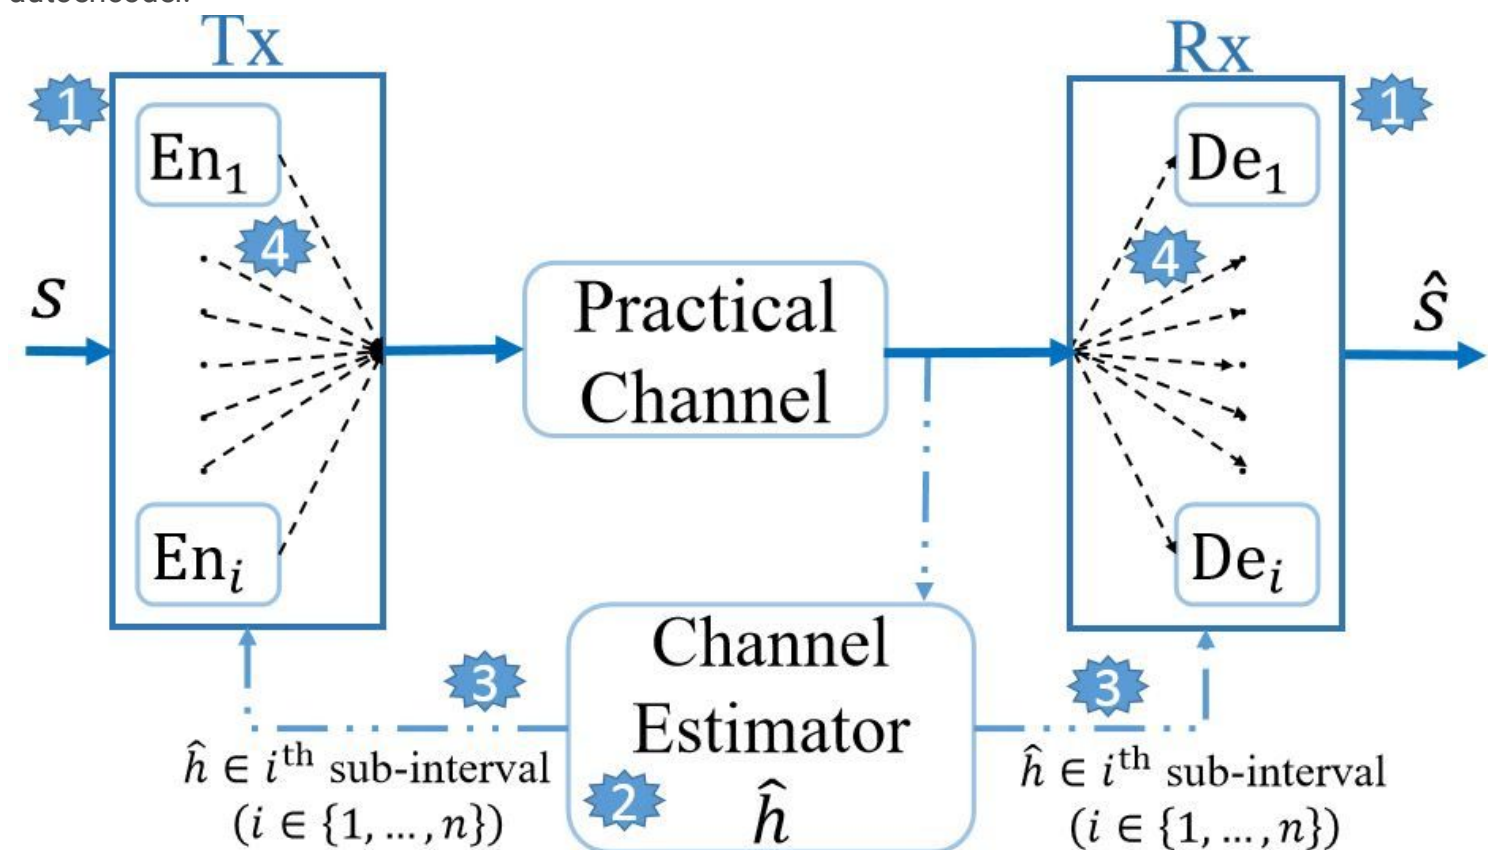 Tx
Rx
1
1
En₁
De₁
4
4
s
ŝ
Practical
Channel
Enᵢ
Deᵢ
Channel
Estimator
ĥ
2
3
3
ĥ ∈ iᵗʰ sub-interval
(i ∈ {1, ..., n})
ĥ ∈ iᵗʰ sub-interval
(i ∈ {1, ..., n})